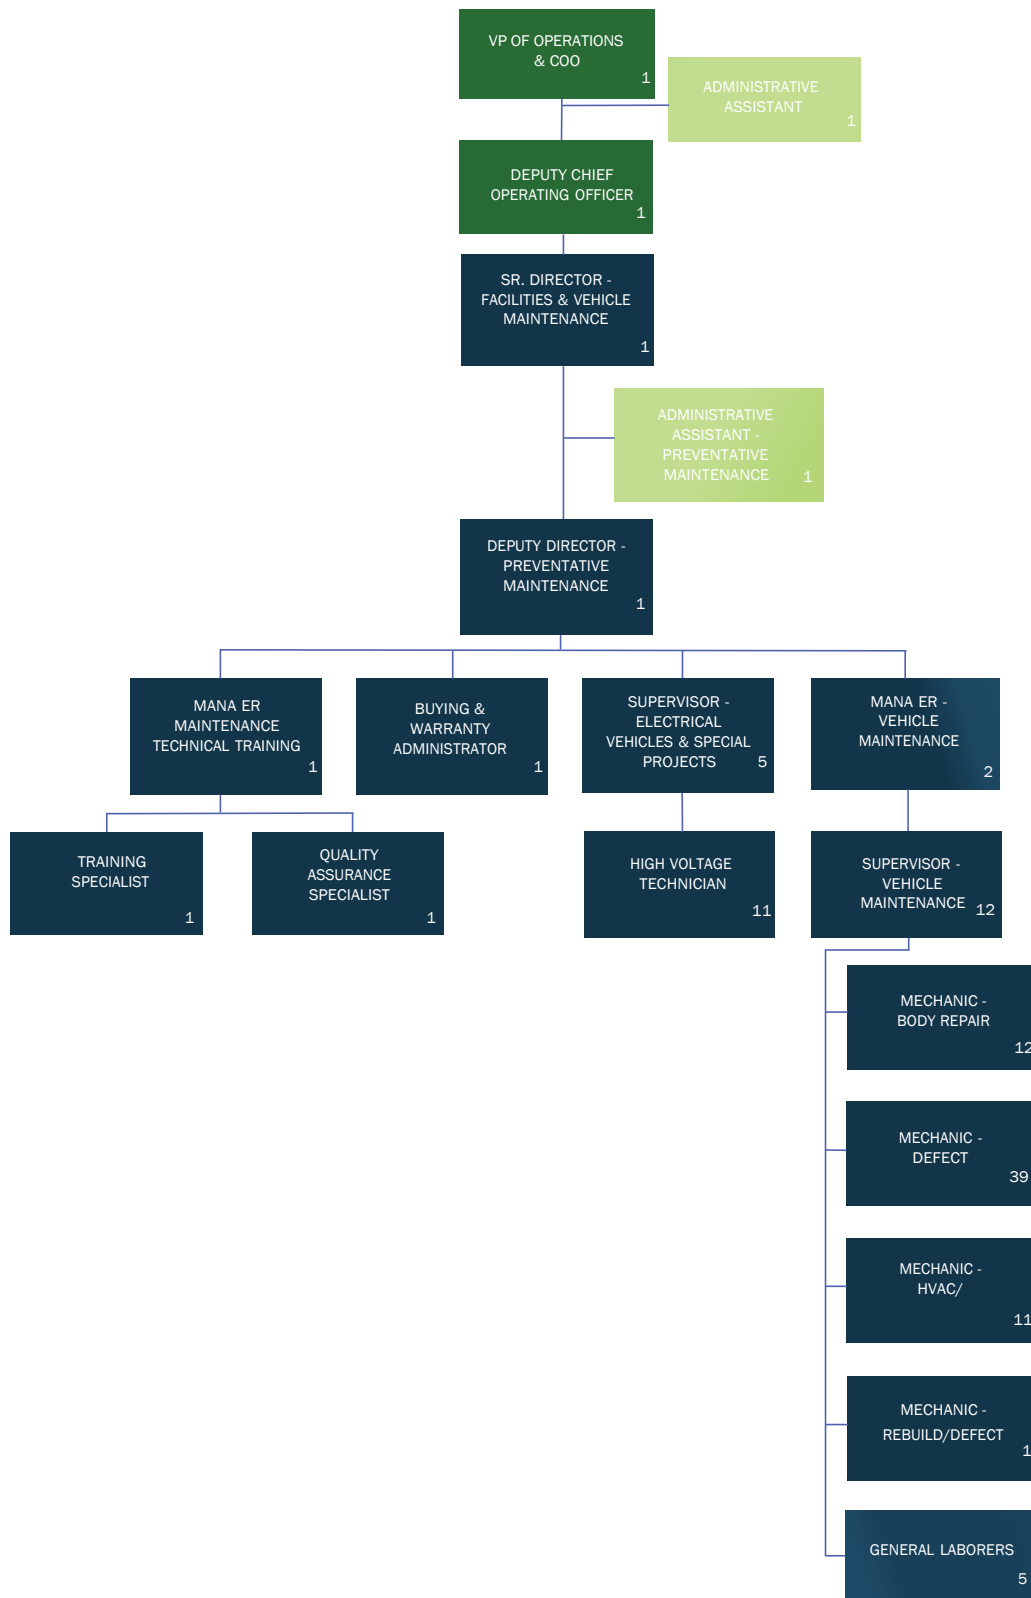 VP OF OPERATIONS
& COO
1
ADMINISTRATIVE
ASSISTANT
1
DEPUTY CHIEF
OPERATING OFFICER
1
SR. DIRECTOR -
FACILITIES & VEHICLE
MAINTENANCE
1
ADMINISTRATIVE
ASSISTANT -
PREVENTATIVE
MAINTENANCE
1
DEPUTY DIRECTOR -
PREVENTATIVE
MAINTENANCE
1
MANA ER
MAINTENANCE
TECHNICAL TRAINING
1
BUYING &
WARRANTY
ADMINISTRATOR
1
SUPERVISOR -
ELECTRICAL
VEHICLES & SPECIAL
PROJECTS
5
MANA ER -
VEHICLE
MAINTENANCE
2
TRAINING
SPECIALIST
1
QUALITY
ASSURANCE
SPECIALIST
1
HIGH VOLTAGE
TECHNICIAN
11
SUPERVISOR -
VEHICLE
MAINTENANCE
12
MECHANIC -
BODY REPAIR
12
MECHANIC -
DEFECT
39
MECHANIC -
HVAC/
11
MECHANIC -
REBUILD/DEFECT
1
GENERAL LABORERS
5